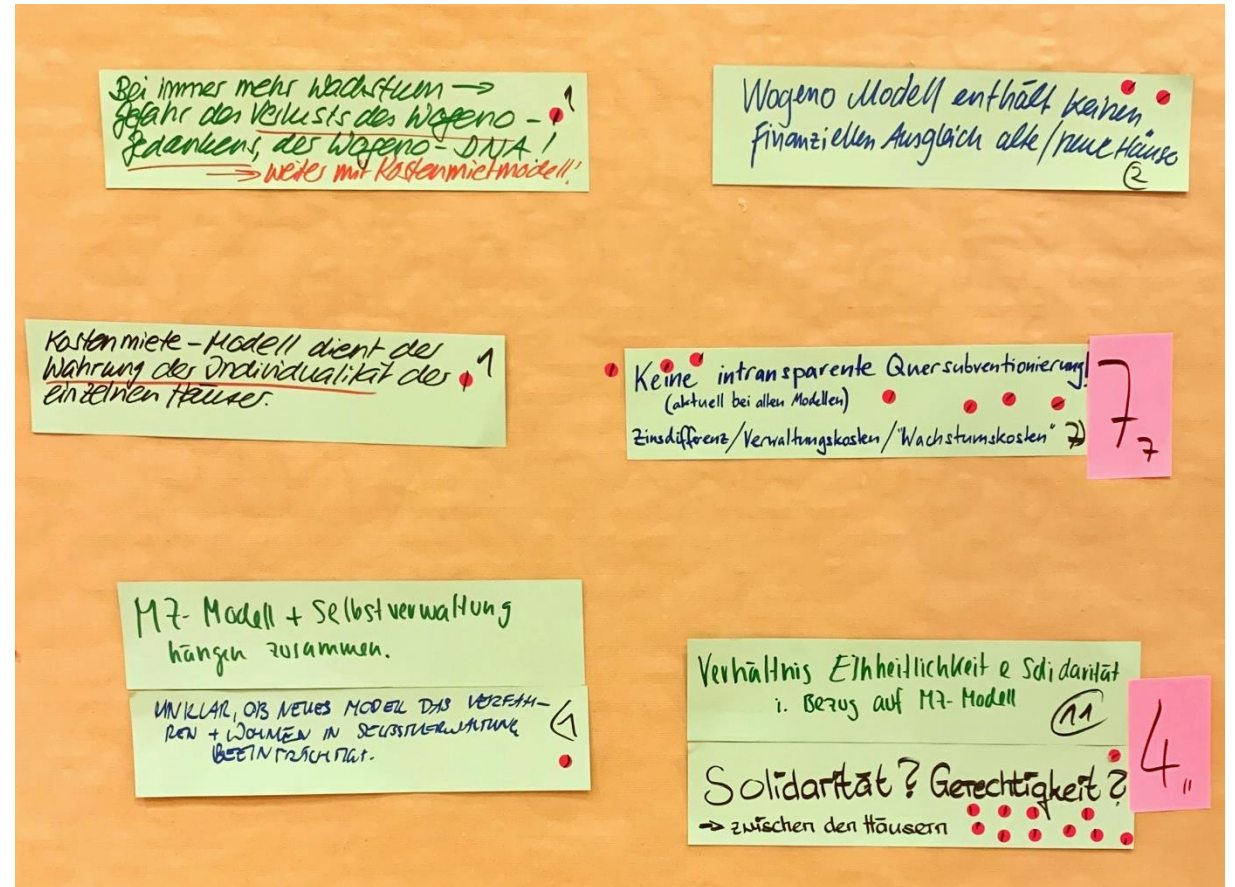 Bei immer mehr Wachstum →
Gefahr des Verlusts des Wogeno-
gedankens, der Wogeno-DNA!
→ weiter mit Kostenmietmodell!
1
Wogeno Modell enthält keinen
finanziellen Ausgleich alte/neue Häuser
2
Kostenmiete-Modell dient der
Wahrung der Individualität der
einzelnen Häuser.
1
Keine intransparente Quersubventionierung!
(aktuell bei allen Modellen)
Zinsdifferenz/Verwaltungskosten/"Wachstumskosten" 7)
7
7
M7-Modell + Selbstverwaltung
hängen zusammen.
UNKLAR, OB NEUES MODELL DAS VERFAH-
REN + WOHNEN IN SELBSTVERWALTUNG
BEEINTRÄCHTIGT.
1
Verhältnis Einheitlichkeit & Solidarität
i. Bezug auf M7-Modell
11
Solidarität? Gerechtigkeit?
→ zwischen den Häusern
4
11